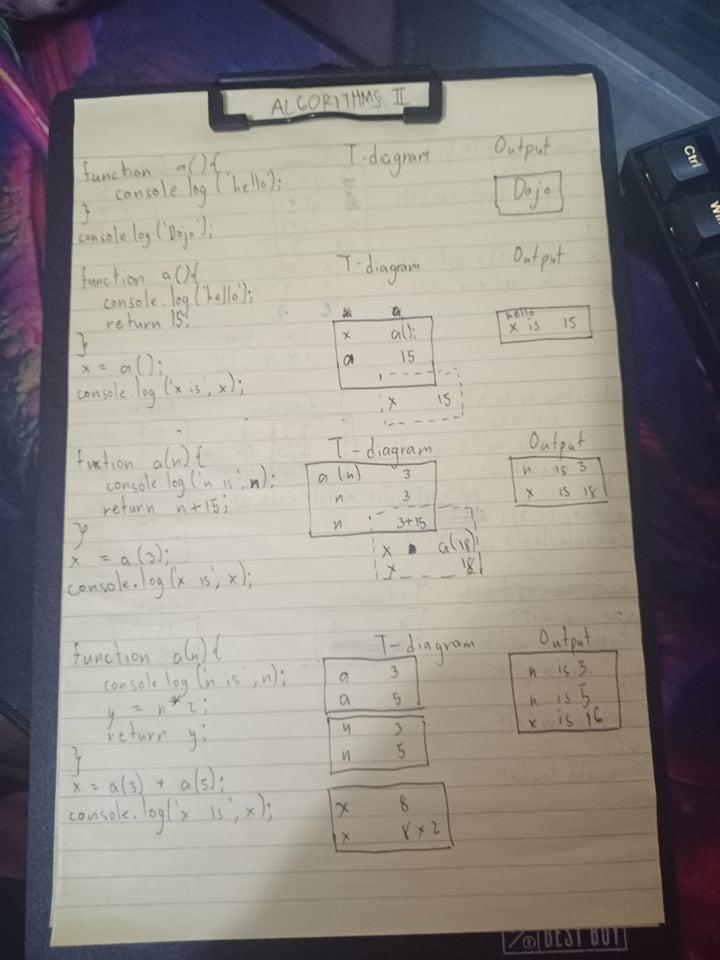 ALGORITHMS II
function a(){
console log ('hello);
}
console.log('Dojo');
T-diagram
Output
Dojo
function a(){
console.log('hello');
return 15;
}
x = a();
console.log('x is', x);
T-diagram
x a();
a 15
x 15
Output
hello
x is 15
function a(n){
console.log('n is', n);
return n+15;
}
x = a(3);
console.log(x is', x);
T-diagram
a (n) 3
n 3
n 3+15
x a(18)
x 18
Output
n is 3
x is 18
function a(n){
console.log('n is', n);
y = n*2;
return y;
}
x = a(3) + a(5);
console.log('x is', x);
T-diagram
a 3
a 5
n 3
n 5
x 8
x 8x2
Output
n is 3
n is 5
x is 16
Ctrl
BEST BUY